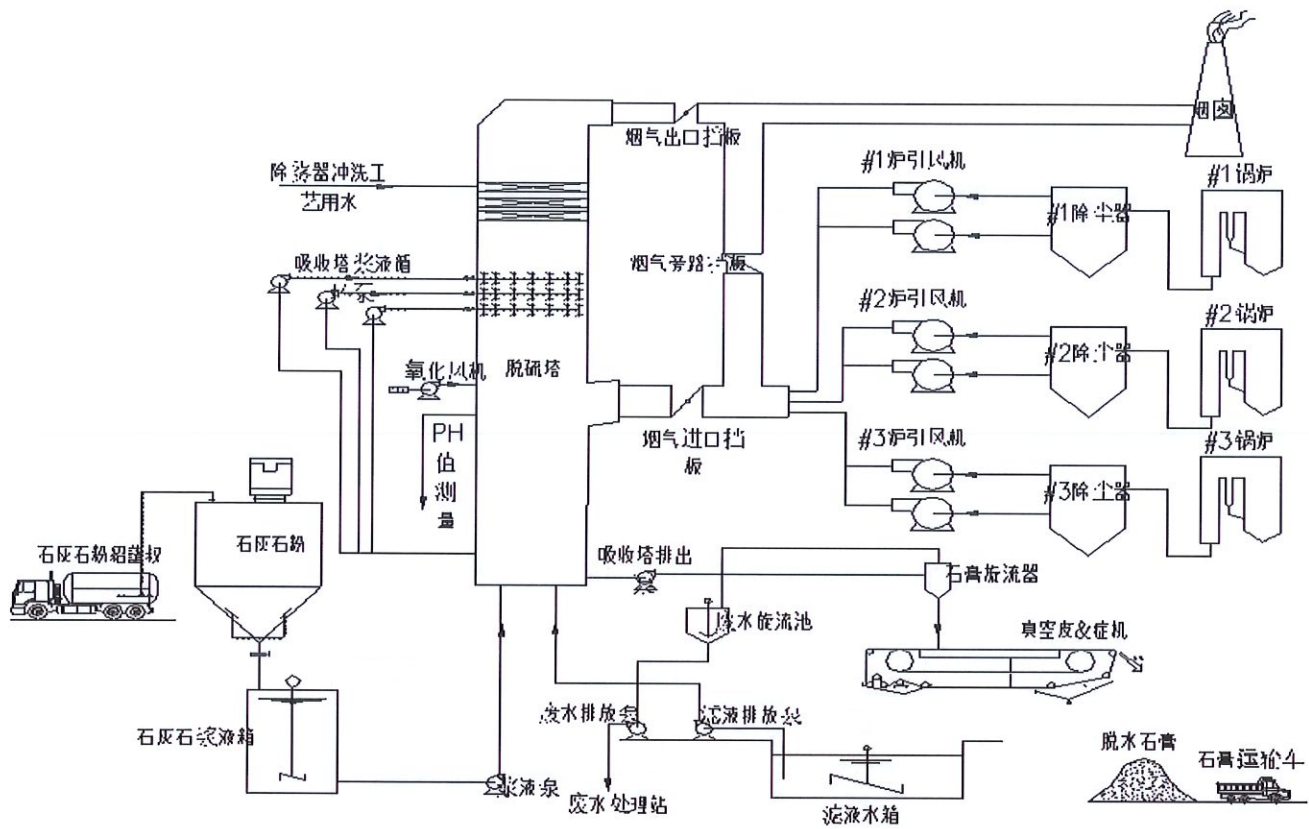 烟囱
烟气出口挡板
#1炉引风机
#1锅炉
除雾器冲洗工
艺用水
#1除尘器
吸收塔浆液循
环泵
烟气旁路挡板
#2炉引风机
#2锅炉
#2除尘器
氧化风机
脱硫塔
PH
值
测
量
烟气进口挡
板
#3炉引风机
#3锅炉
#3除尘器
石灰石粉
石灰石粉
吸收塔排出
石膏旋流器
废水旋流池
真空皮
机
石灰石浆液箱
废水排放泵
滤液排放泵
脱水石膏
石膏运输车
浆液泵
废水处理站
滤液水箱